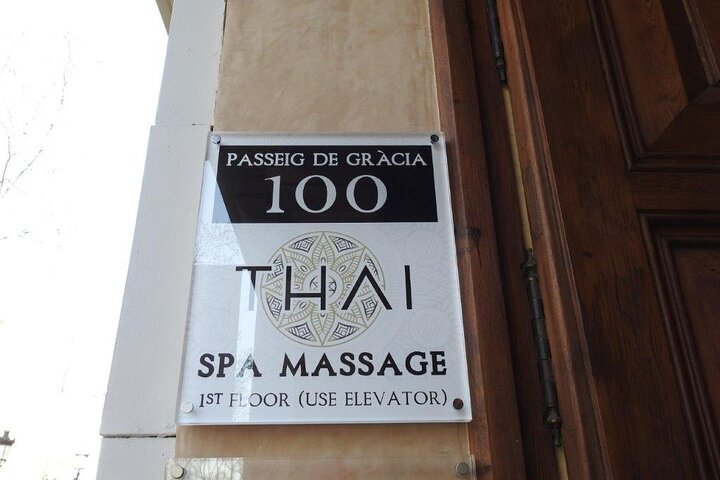 PASSEIG DE GRÀCIA
100
THAI
SPA MASSAGE
1ST FLOOR (USE ELEVATOR)